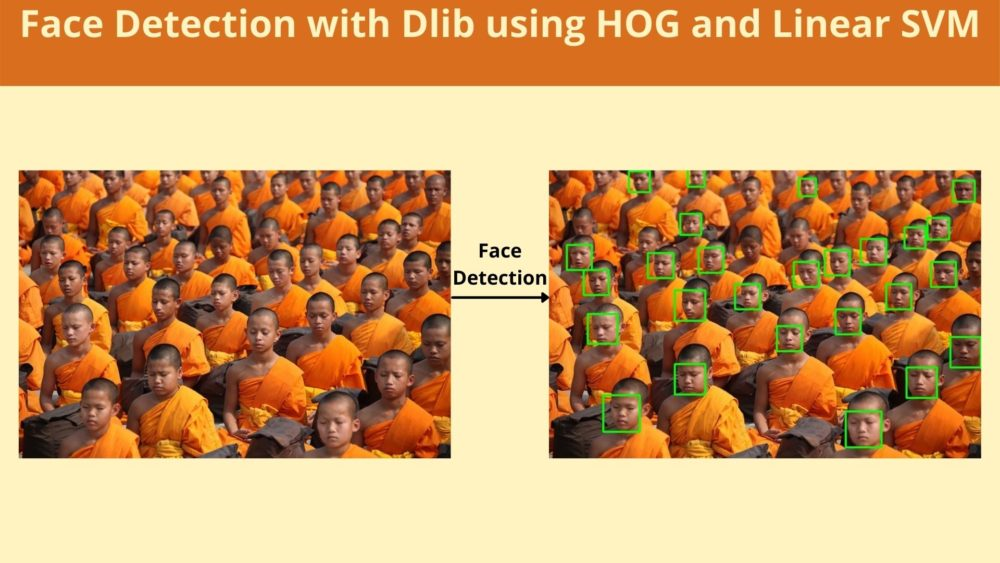 Face Detection with Dlib using HOG and Linear SVM
Face
Detection